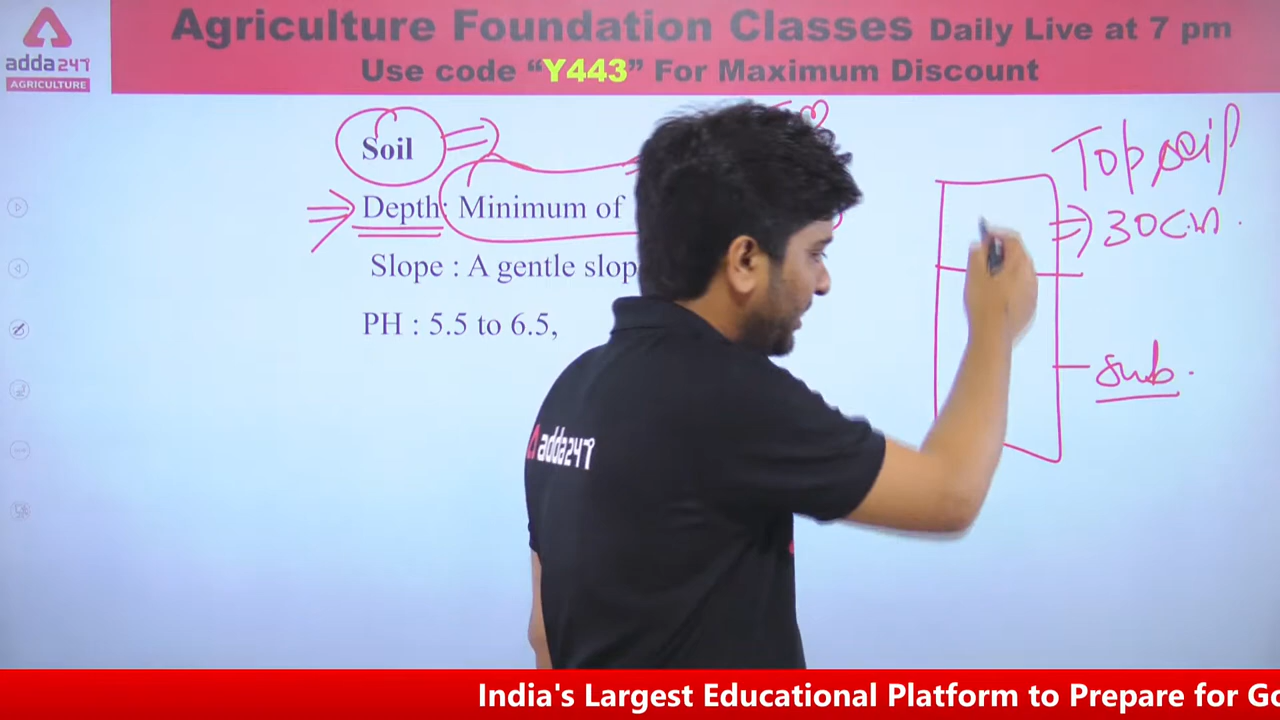 Agriculture Foundation Classes Daily Live at 7 pm
Use code “Y443” For Maximum Discount
adda247
AGRICULTURE
Soil
Depth: Minimum of
Slope : A gentle slop
PH : 5.5 to 6.5,
Top soil
30cm.
sub.
adda247
India's Largest Educational Platform to Prepare for Go